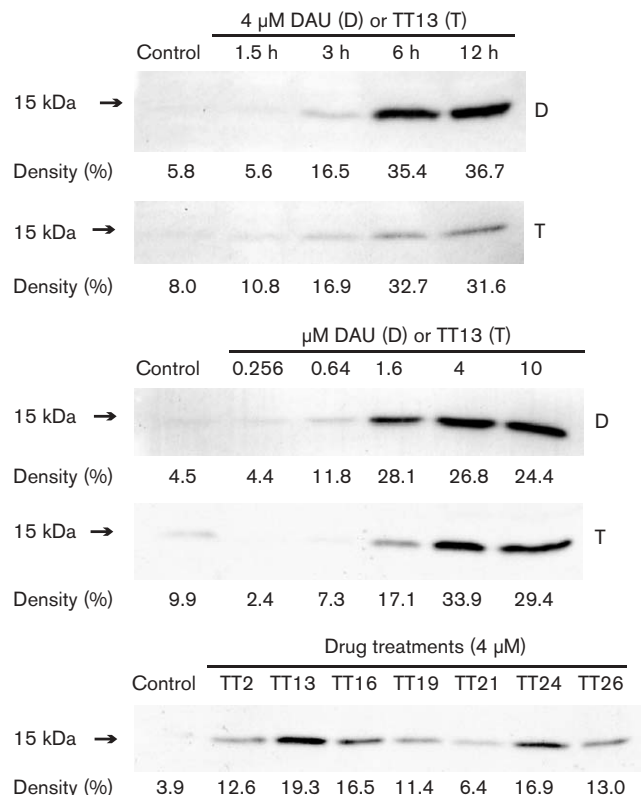 4 µM DAU (D) or TT13 (T)
Control 1.5 h 3 h 6 h 12 h
15 kDa → D
Density (%) 5.8 5.6 16.5 35.4 36.7
15 kDa → T
Density (%) 8.0 10.8 16.9 32.7 31.6
µM DAU (D) or TT13 (T)
Control 0.256 0.64 1.6 4 10
15 kDa → D
Density (%) 4.5 4.4 11.8 28.1 26.8 24.4
15 kDa → T
Density (%) 9.9 2.4 7.3 17.1 33.9 29.4
Drug treatments (4 µM)
Control TT2 TT13 TT16 TT19 TT21 TT24 TT26
15 kDa →
Density (%) 3.9 12.6 19.3 16.5 11.4 6.4 16.9 13.0